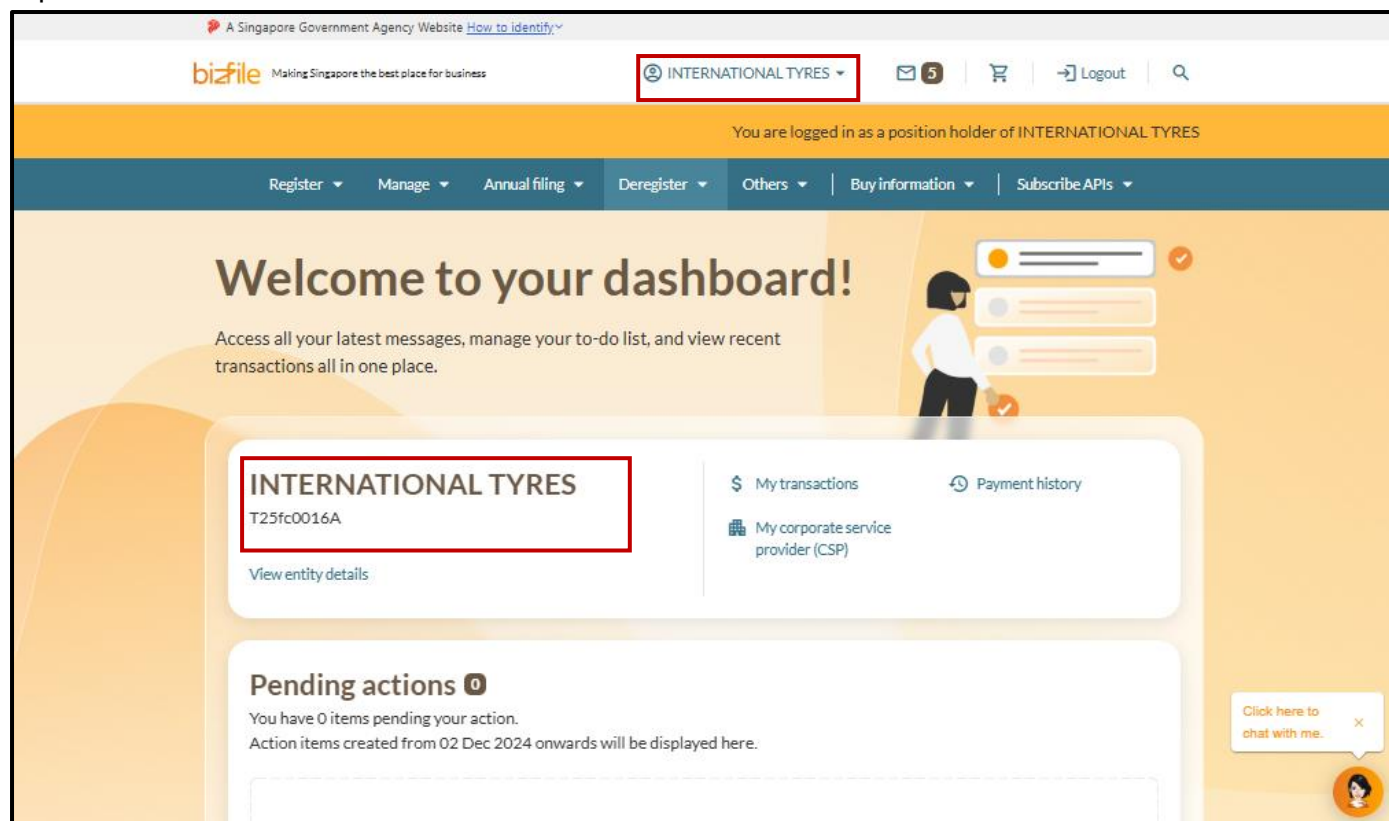 A Singapore Government Agency Website How to identify
bizfile Making Singapore the best place for business
INTERNATIONAL TYRES
5
Logout
You are logged in as a position holder of INTERNATIONAL TYRES
Register Manage Annual filing Deregister Others Buy information Subscribe APIs
Welcome to your dashboard!
Access all your latest messages, manage your to-do list, and view recent
transactions all in one place.
INTERNATIONAL TYRES
T25fc0016A
View entity details
$ My transactions
Payment history
My corporate service
provider (CSP)
Pending actions 0
You have 0 items pending your action.
Action items created from 02 Dec 2024 onwards will be displayed here.
Click here to
chat with me.